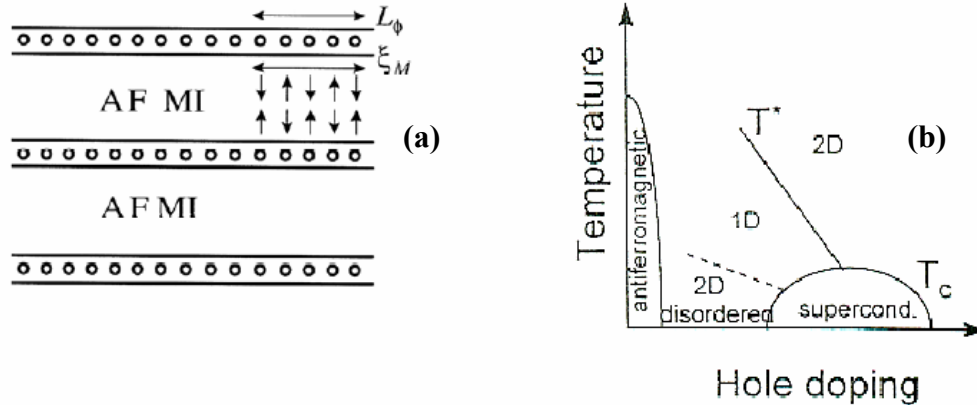 L_ϕ
ξ_M
AF MI
(a)
AF MI
Temperature
antiferromagnetic
T*
2D
(b)
1D
2D
disordered
supercond.
T_c
Hole doping